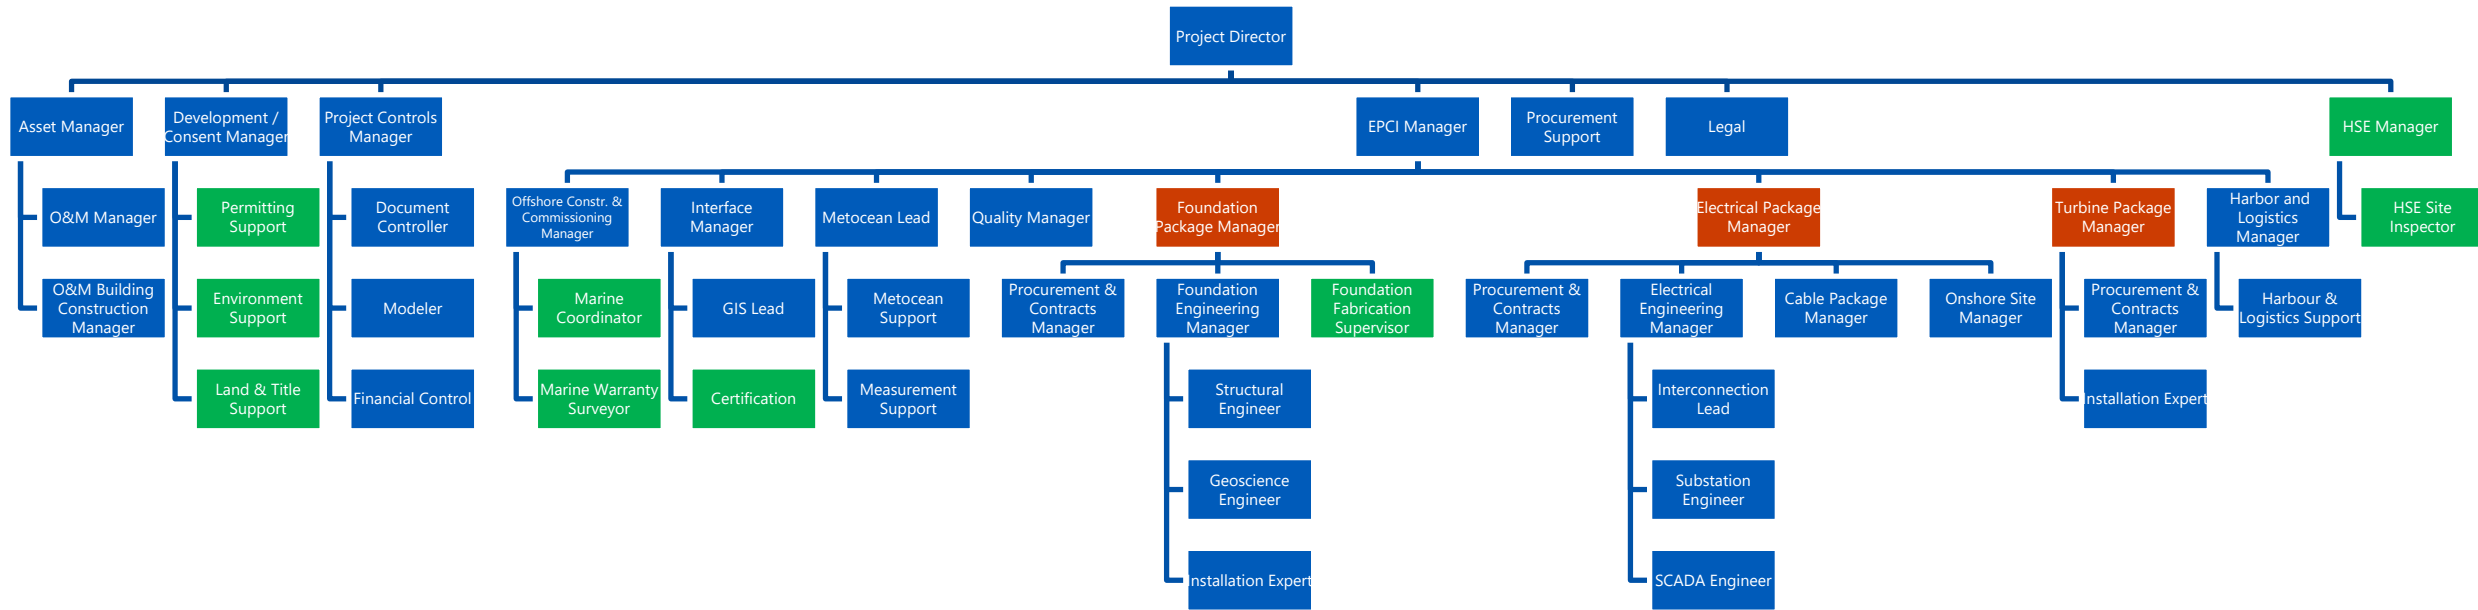 Project Director
Asset Manager
Development /
Consent Manager
Project Controls
Manager
EPCI Manager
Procurement
Support
Legal
HSE Manager
O&M Manager
Permitting
Support
Document
Controller
Offshore Constr. &
Commissioning
Manager
Interface
Manager
Metocean Lead
Quality Manager
Foundation
Package Manager
Electrical Package
Manager
Turbine Package
Manager
Harbor and
Logistics
Manager
HSE Site
Inspector
O&M Building
Construction
Manager
Environment
Support
Modeler
Marine
Coordinator
GIS Lead
Metocean
Support
Procurement &
Contracts
Manager
Foundation
Engineering
Manager
Foundation
Fabrication
Supervisor
Procurement &
Contracts
Manager
Electrical
Engineering
Manager
Cable Package
Manager
Onshore Site
Manager
Procurement &
Contracts
Manager
Harbour &
Logistics Support
Land & Title
Support
Financial Control
Marine Warranty
Surveyor
Certification
Measurement
Support
Structural
Engineer
Interconnection
Lead
Installation Expert
Geoscience
Engineer
Substation
Engineer
Installation Expert
SCADA Engineer